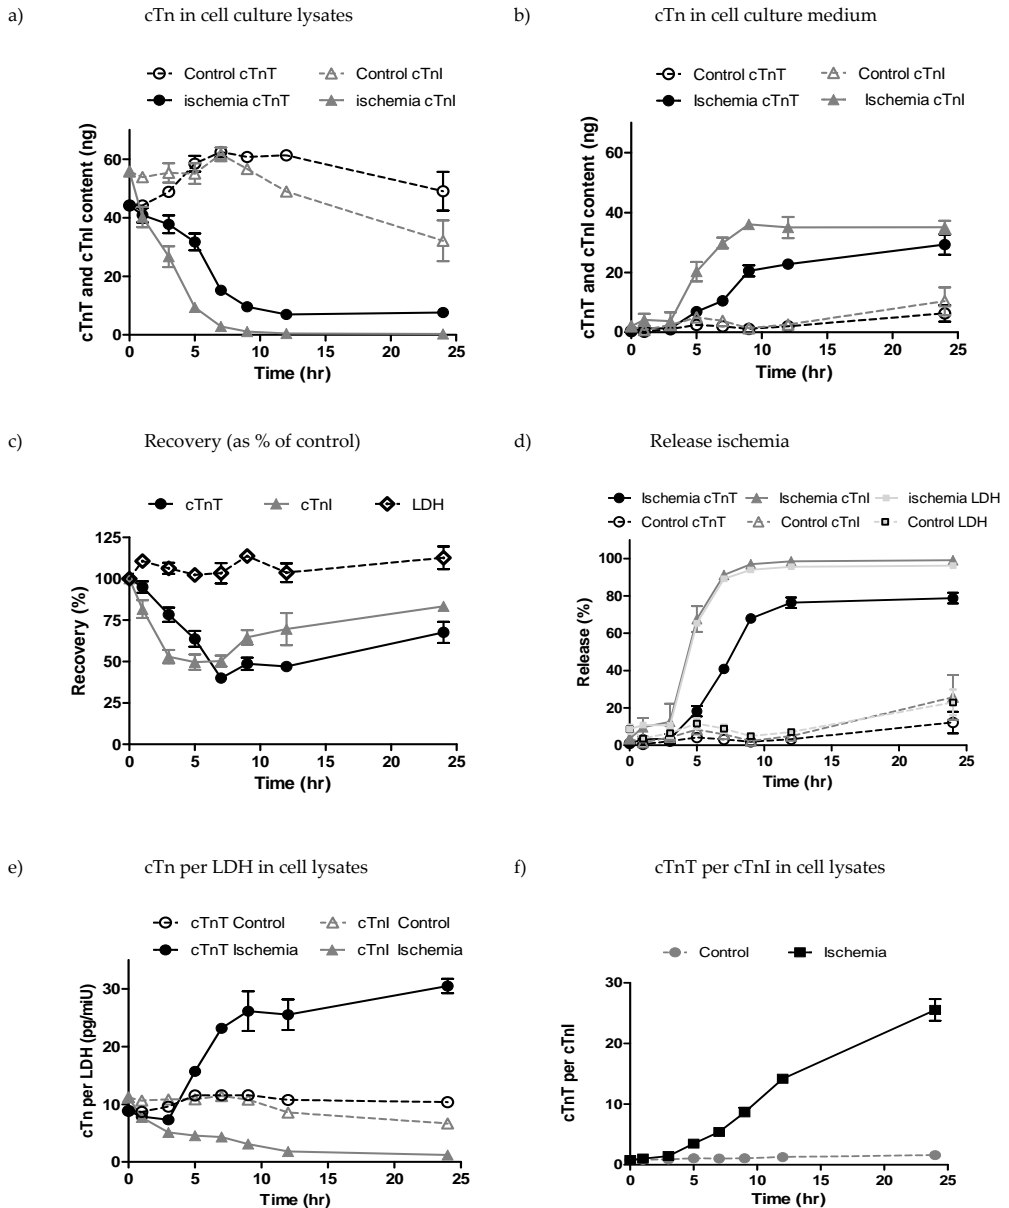 a) cTn in cell culture lysates
Control cTnT Control cTnI
ischemia cTnT ischemia cTnI
cTnT and cTnI content (ng)
60
40
20
0
0 5 10 15 20 25
Time (hr)
b) cTn in cell culture medium
Control cTnT Control cTnI
Ischemia cTnT Ischemia cTnI
cTnT and cTnI content (ng)
60
40
20
0
0 5 10 15 20 25
Time (hr)
c) Recovery (as % of control)
cTnT cTnI LDH
Recovery (%)
125
100
75
50
25
0
0 5 10 15 20 25
Time (hr)
d) Release ischemia
Ischemia cTnT Ischemia cTnI ischemia LDH
Control cTnT Control cTnI Control LDH
Release (%)
100
80
60
40
20
0
0 5 10 15 20 25
Time (hr)
e) cTn per LDH in cell lysates
cTnT Control cTnI Control
cTnT Ischemia cTnI Ischemia
cTn per LDH (pg/miU)
30
20
10
0
0 5 10 15 20 25
Time (hr)
f) cTnT per cTnI in cell lysates
Control Ischemia
cTnT per cTnI
30
20
10
0
0 5 10 15 20 25
Time (hr)